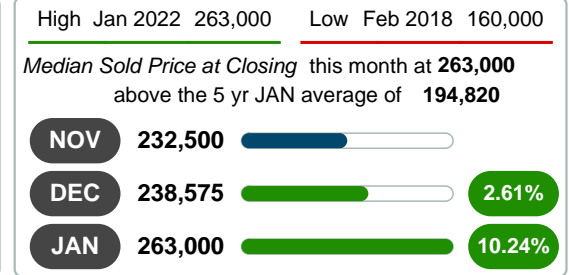 High Jan 2022 263,000 Low Feb 2018 160,000
Median Sold Price at Closing this month at 263,000
above the 5 yr JAN average of 194,820
NOV 232,500
DEC 238,575 2.61%
JAN 263,000 10.24%